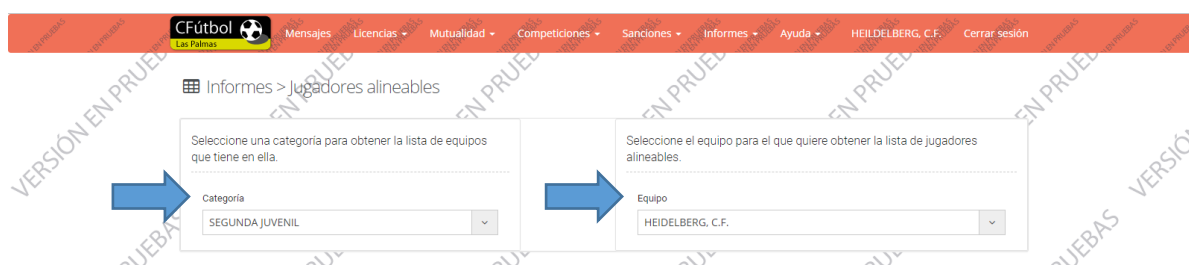 CFútbol
Las Palmas
Mensajes Licencias Mutualidad Competiciones Sanciones Informes Ayuda HEILDELBERG, C.F. Cerrar sesión
Informes > Jugadores alineables
Seleccione una categoría para obtener la lista de equipos
que tiene en ella.
Categoría
SEGUNDA JUVENIL
Seleccione el equipo para el que quiere obtener la lista de jugadores
alineables.
Equipo
HEIDELBERG, C.F.
VERSIÓN EN PRUEBAS